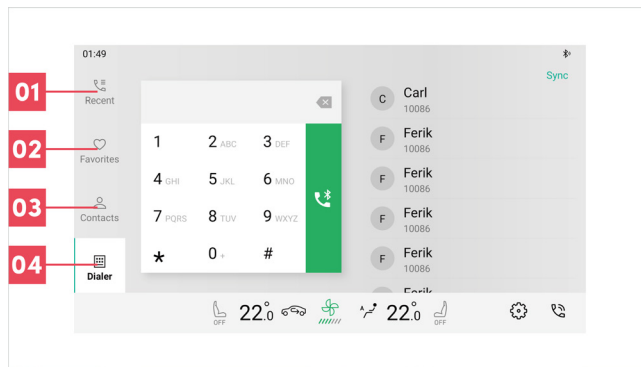 01:49
Sync
01
Recent
02
Favorites
03
Contacts
04
Dialer
1
2 ABC
3 DEF
4 GHI
5 JKL
6 MNO
7 PQRS
8 TUV
9 WXYZ
*
0 +
#
C
Carl
10086
F
Ferik
10086
F
Ferik
10086
F
Ferik
10086
F
Ferik
10086
Ferik
OFF
22.0°
A
22.0°
OFF